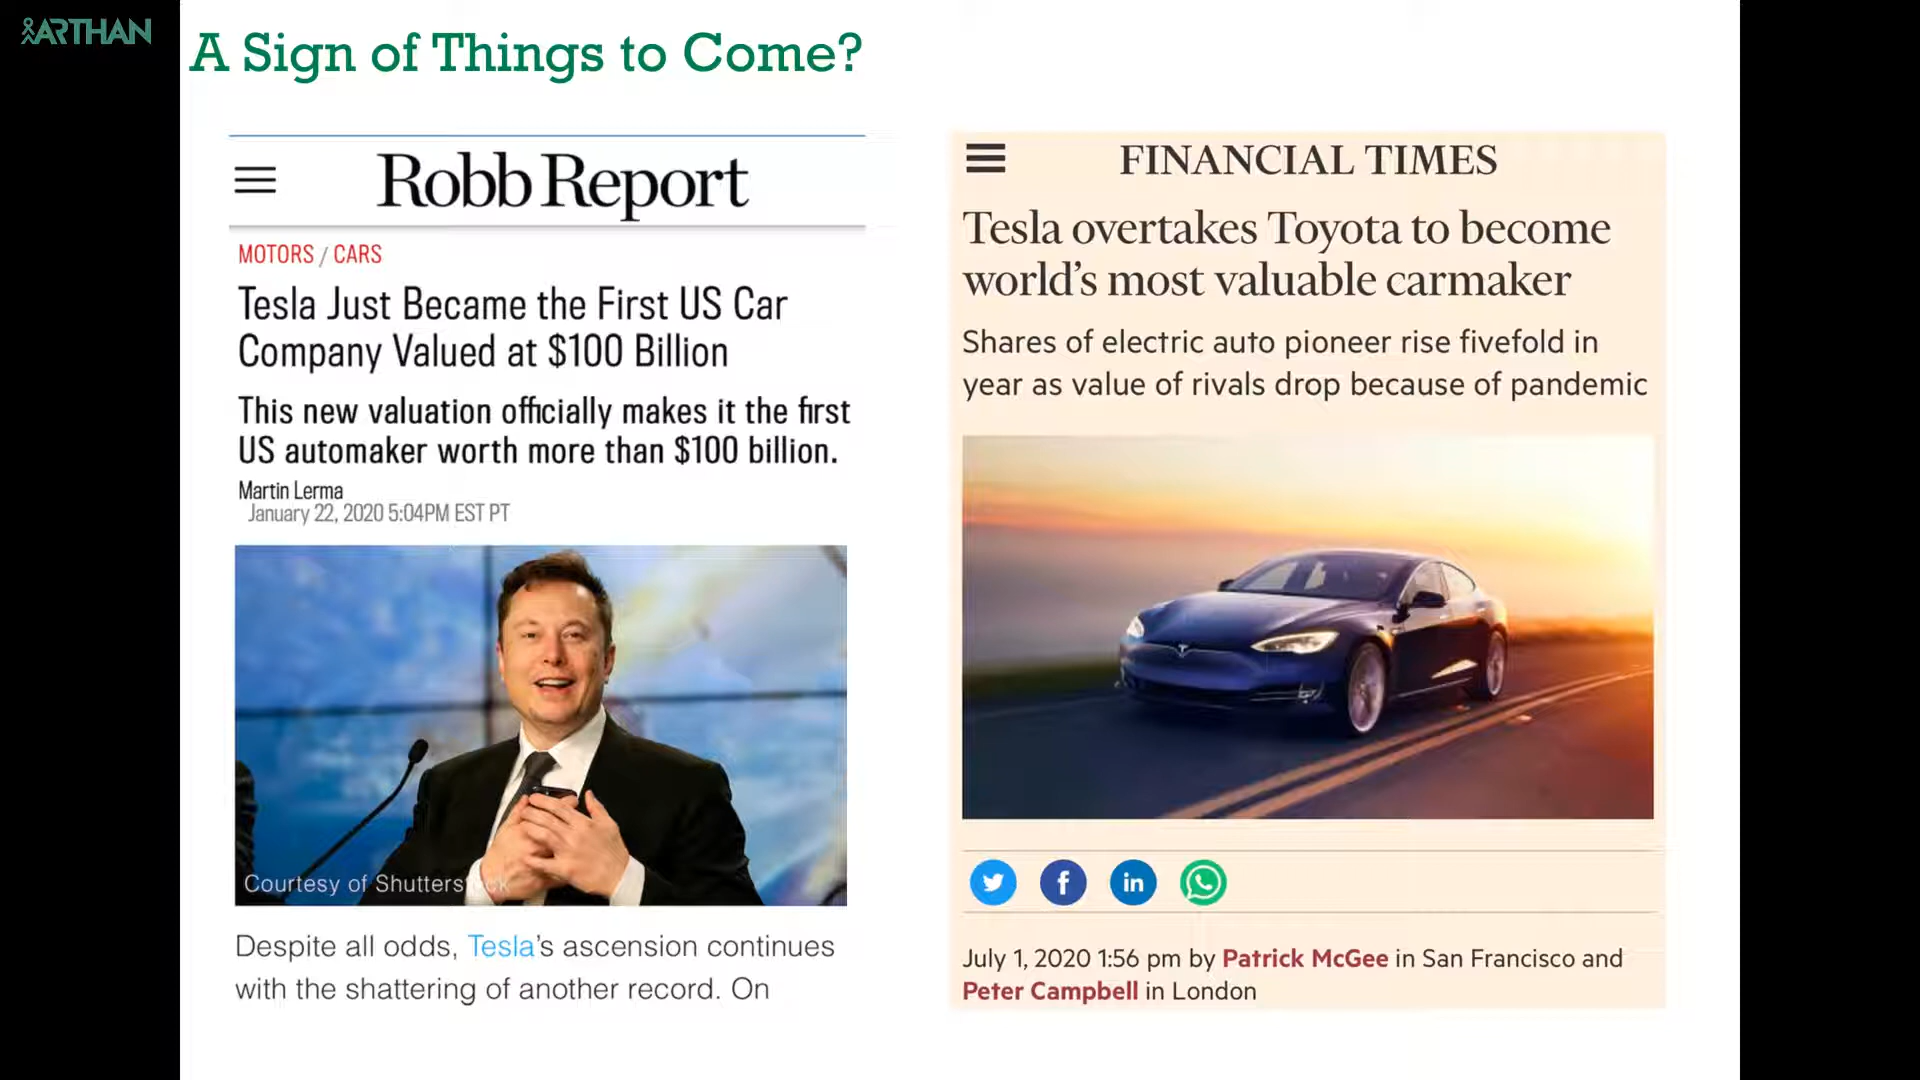 ARTHAN
A Sign of Things to Come?
Robb Report
MOTORS / CARS
Tesla Just Became the First US Car
Company Valued at $100 Billion
This new valuation officially makes it the first
US automaker worth more than $100 billion.
Martin Lerma
January 22, 2020 5:04PM EST PT
Courtesy of Shutterstock
Despite all odds, Tesla's ascension continues
with the shattering of another record. On
FINANCIAL TIMES
Tesla overtakes Toyota to become
world's most valuable carmaker
Shares of electric auto pioneer rise fivefold in
year as value of rivals drop because of pandemic
July 1, 2020 1:56 pm by Patrick McGee in San Francisco and
Peter Campbell in London